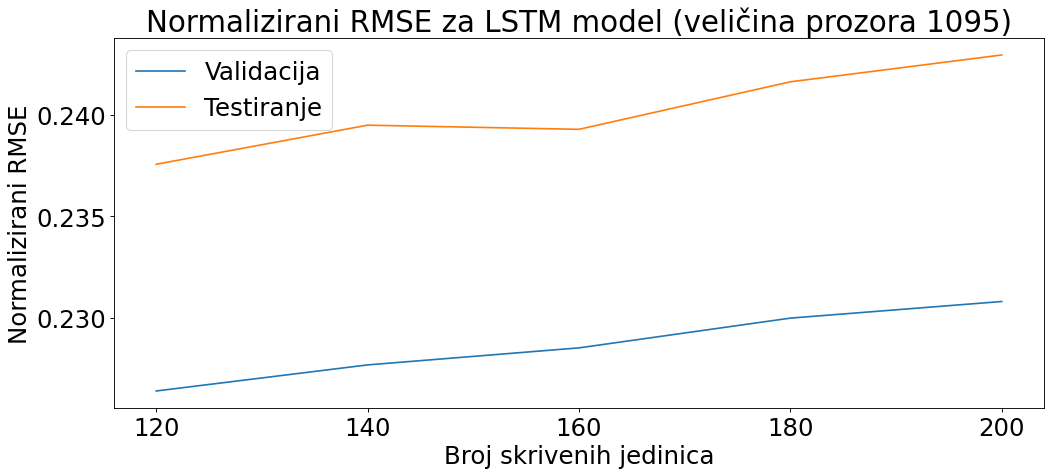 Normalizirani RMSE za LSTM model (veličina prozora 1095)
Validacija
Testiranje
Normalizirani RMSE
0.240
0.235
0.230
120 140 160 180 200
Broj skrivenih jedinica